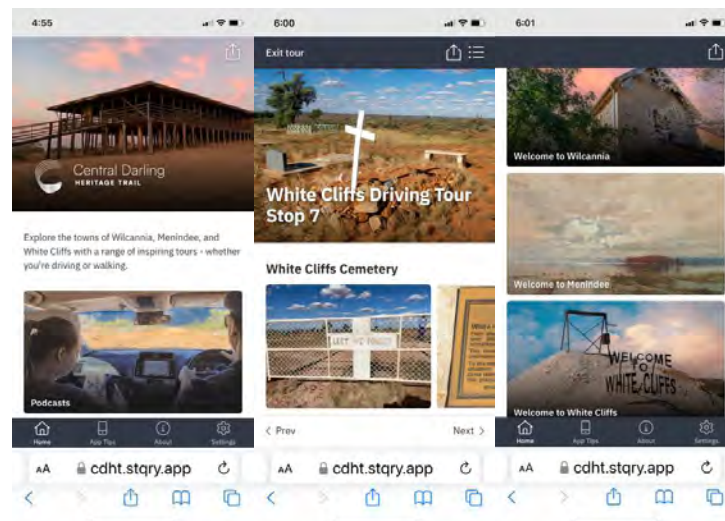 4:55
Central Darling
HERITAGE TRAIL
Explore the towns of Wilcannia, Menindee, and
White Cliffs with a range of inspiring tours - whether
you're driving or walking.
Podcasts
Home
App Tips
About
Settings
AA
cdht.stqry.app
6:00
Exit tour
White Cliffs Driving Tour
Stop 7
White Cliffs Cemetery
LEST WE FORGET
< Prev
Next >
AA
cdht.stqry.app
6:01
Welcome to Wilcannia
Welcome to Menindee
WELCOME
TO
WHITE CLIFFS
Welcome to White Cliffs
Home
App Tips
About
Settings
AA
cdht.stqry.app